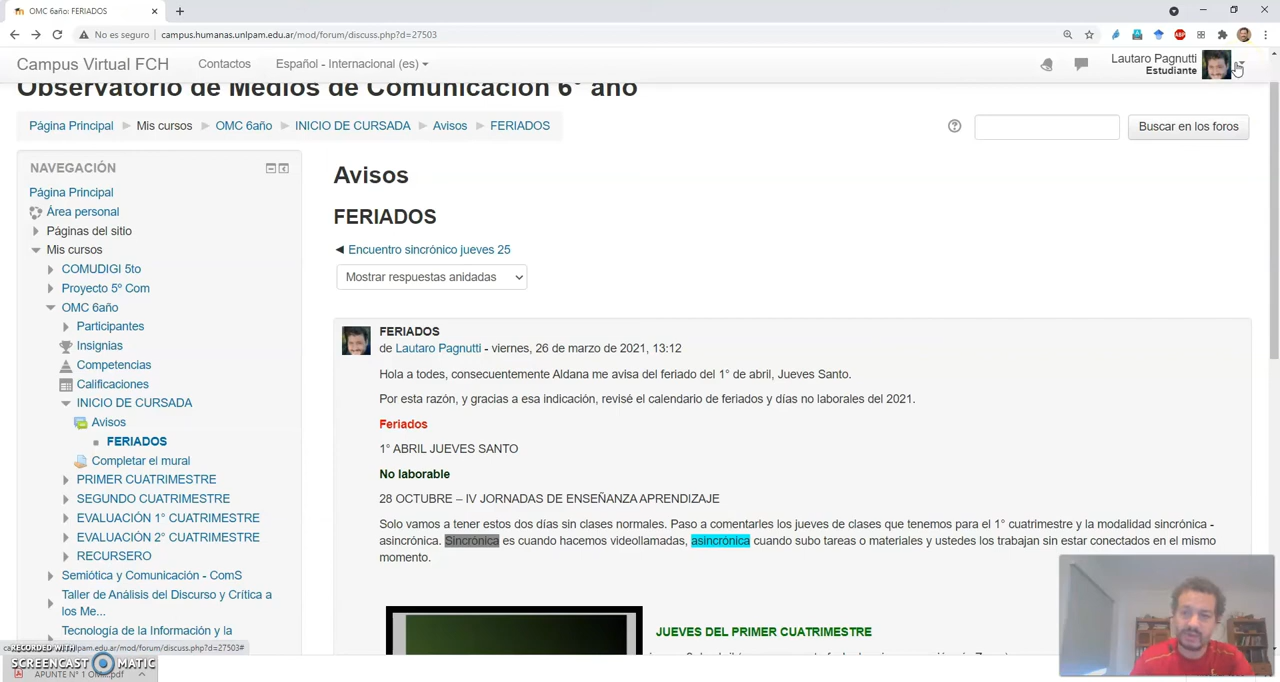 OMC 6año: FERIADOS
No es seguro
campus.humanas.unlpam.edu.ar/mod/forum/discuss.php?d=27503
Campus Virtual FCH
Contactos
Español - Internacional (es)
Lautaro Pagnutti
Estudiante
Observatorio de Medios de Comunicación 6° año
Página Principal
Mis cursos
OMC 6año
INICIO DE CURSADA
Avisos
FERIADOS
Buscar en los foros
NAVEGACIÓN
Página Principal
Área personal
Páginas del sitio
Mis cursos
COMUDIGI 5to
Proyecto 5º Com
OMC 6año
Participantes
Insignias
Competencias
Calificaciones
INICIO DE CURSADA
Avisos
FERIADOS
Completar el mural
PRIMER CUATRIMESTRE
SEGUNDO CUATRIMESTRE
EVALUACIÓN 1° CUATRIMESTRE
EVALUACIÓN 2° CUATRIMESTRE
RECURSERO
Semiótica y Comunicación - ComS
Taller de Análisis del Discurso y Crítica a
los Me...
Tecnología de la Información y la
Avisos
FERIADOS
◄ Encuentro sincrónico jueves 25
Mostrar respuestas anidadas
FERIADOS
de Lautaro Pagnutti - viernes, 26 de marzo de 2021, 13:12
Hola a todes, consecuentemente Aldana me avisa del feriado del 1° de abril, Jueves Santo.
Por esta razón, y gracias a esa indicación, revisé el calendario de feriados y días no laborales del 2021.
Feriados
1° ABRIL JUEVES SANTO
No laborable
28 OCTUBRE – IV JORNADAS DE ENSEÑANZA APRENDIZAJE
Solo vamos a tener estos dos días sin clases normales. Paso a comentarles los jueves de clases que tenemos para el 1° cuatrimestre y la modalidad sincrónica -
asincrónica. Sincrónica es cuando hacemos videollamadas, asincrónica cuando subo tareas o materiales y ustedes los trabajan sin estar conectados en el mismo
momento.
JUEVES DEL PRIMER CUATRIMESTRE
.edu.ar/mod/forum/discuss.php?d=27503#
RECORDED WITH
SCREENCAST MATIC